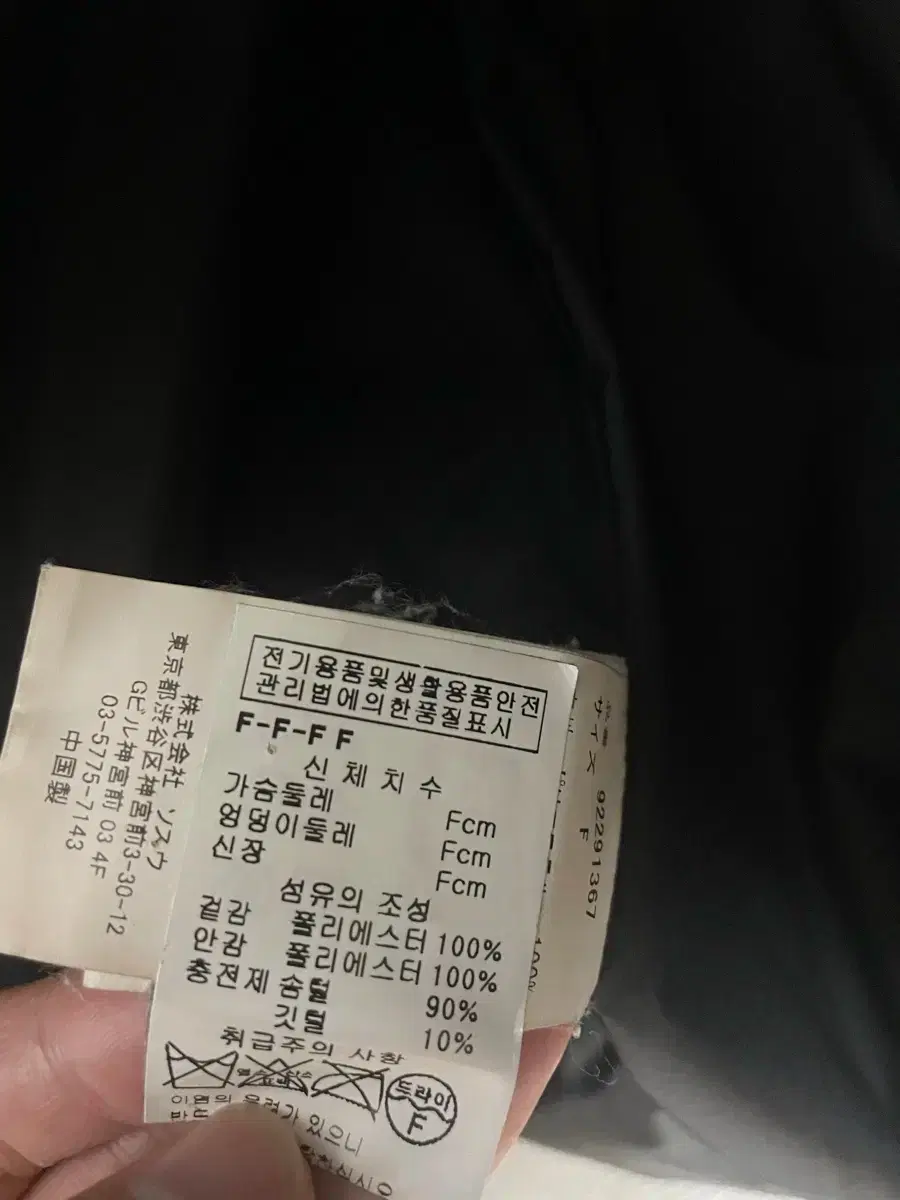 株式会社 ソスウ
東京都渋谷区神宮前3-30-12
Gビル神宮前 03 4F
03-5775-7143
中国製
전기용품및생활용품안전
관리법에의한품질표시
F-F-F F
신체치수
가슴둘레 Fcm
엉덩이둘레 Fcm
신장 Fcm
섬유의 조성
겉감 폴리에스터 100%
안감 폴리에스터 100%
충전제 솜털 90%
깃털 10%
취급주의 사항
드라이
F
있으니
92291367
サイズ F